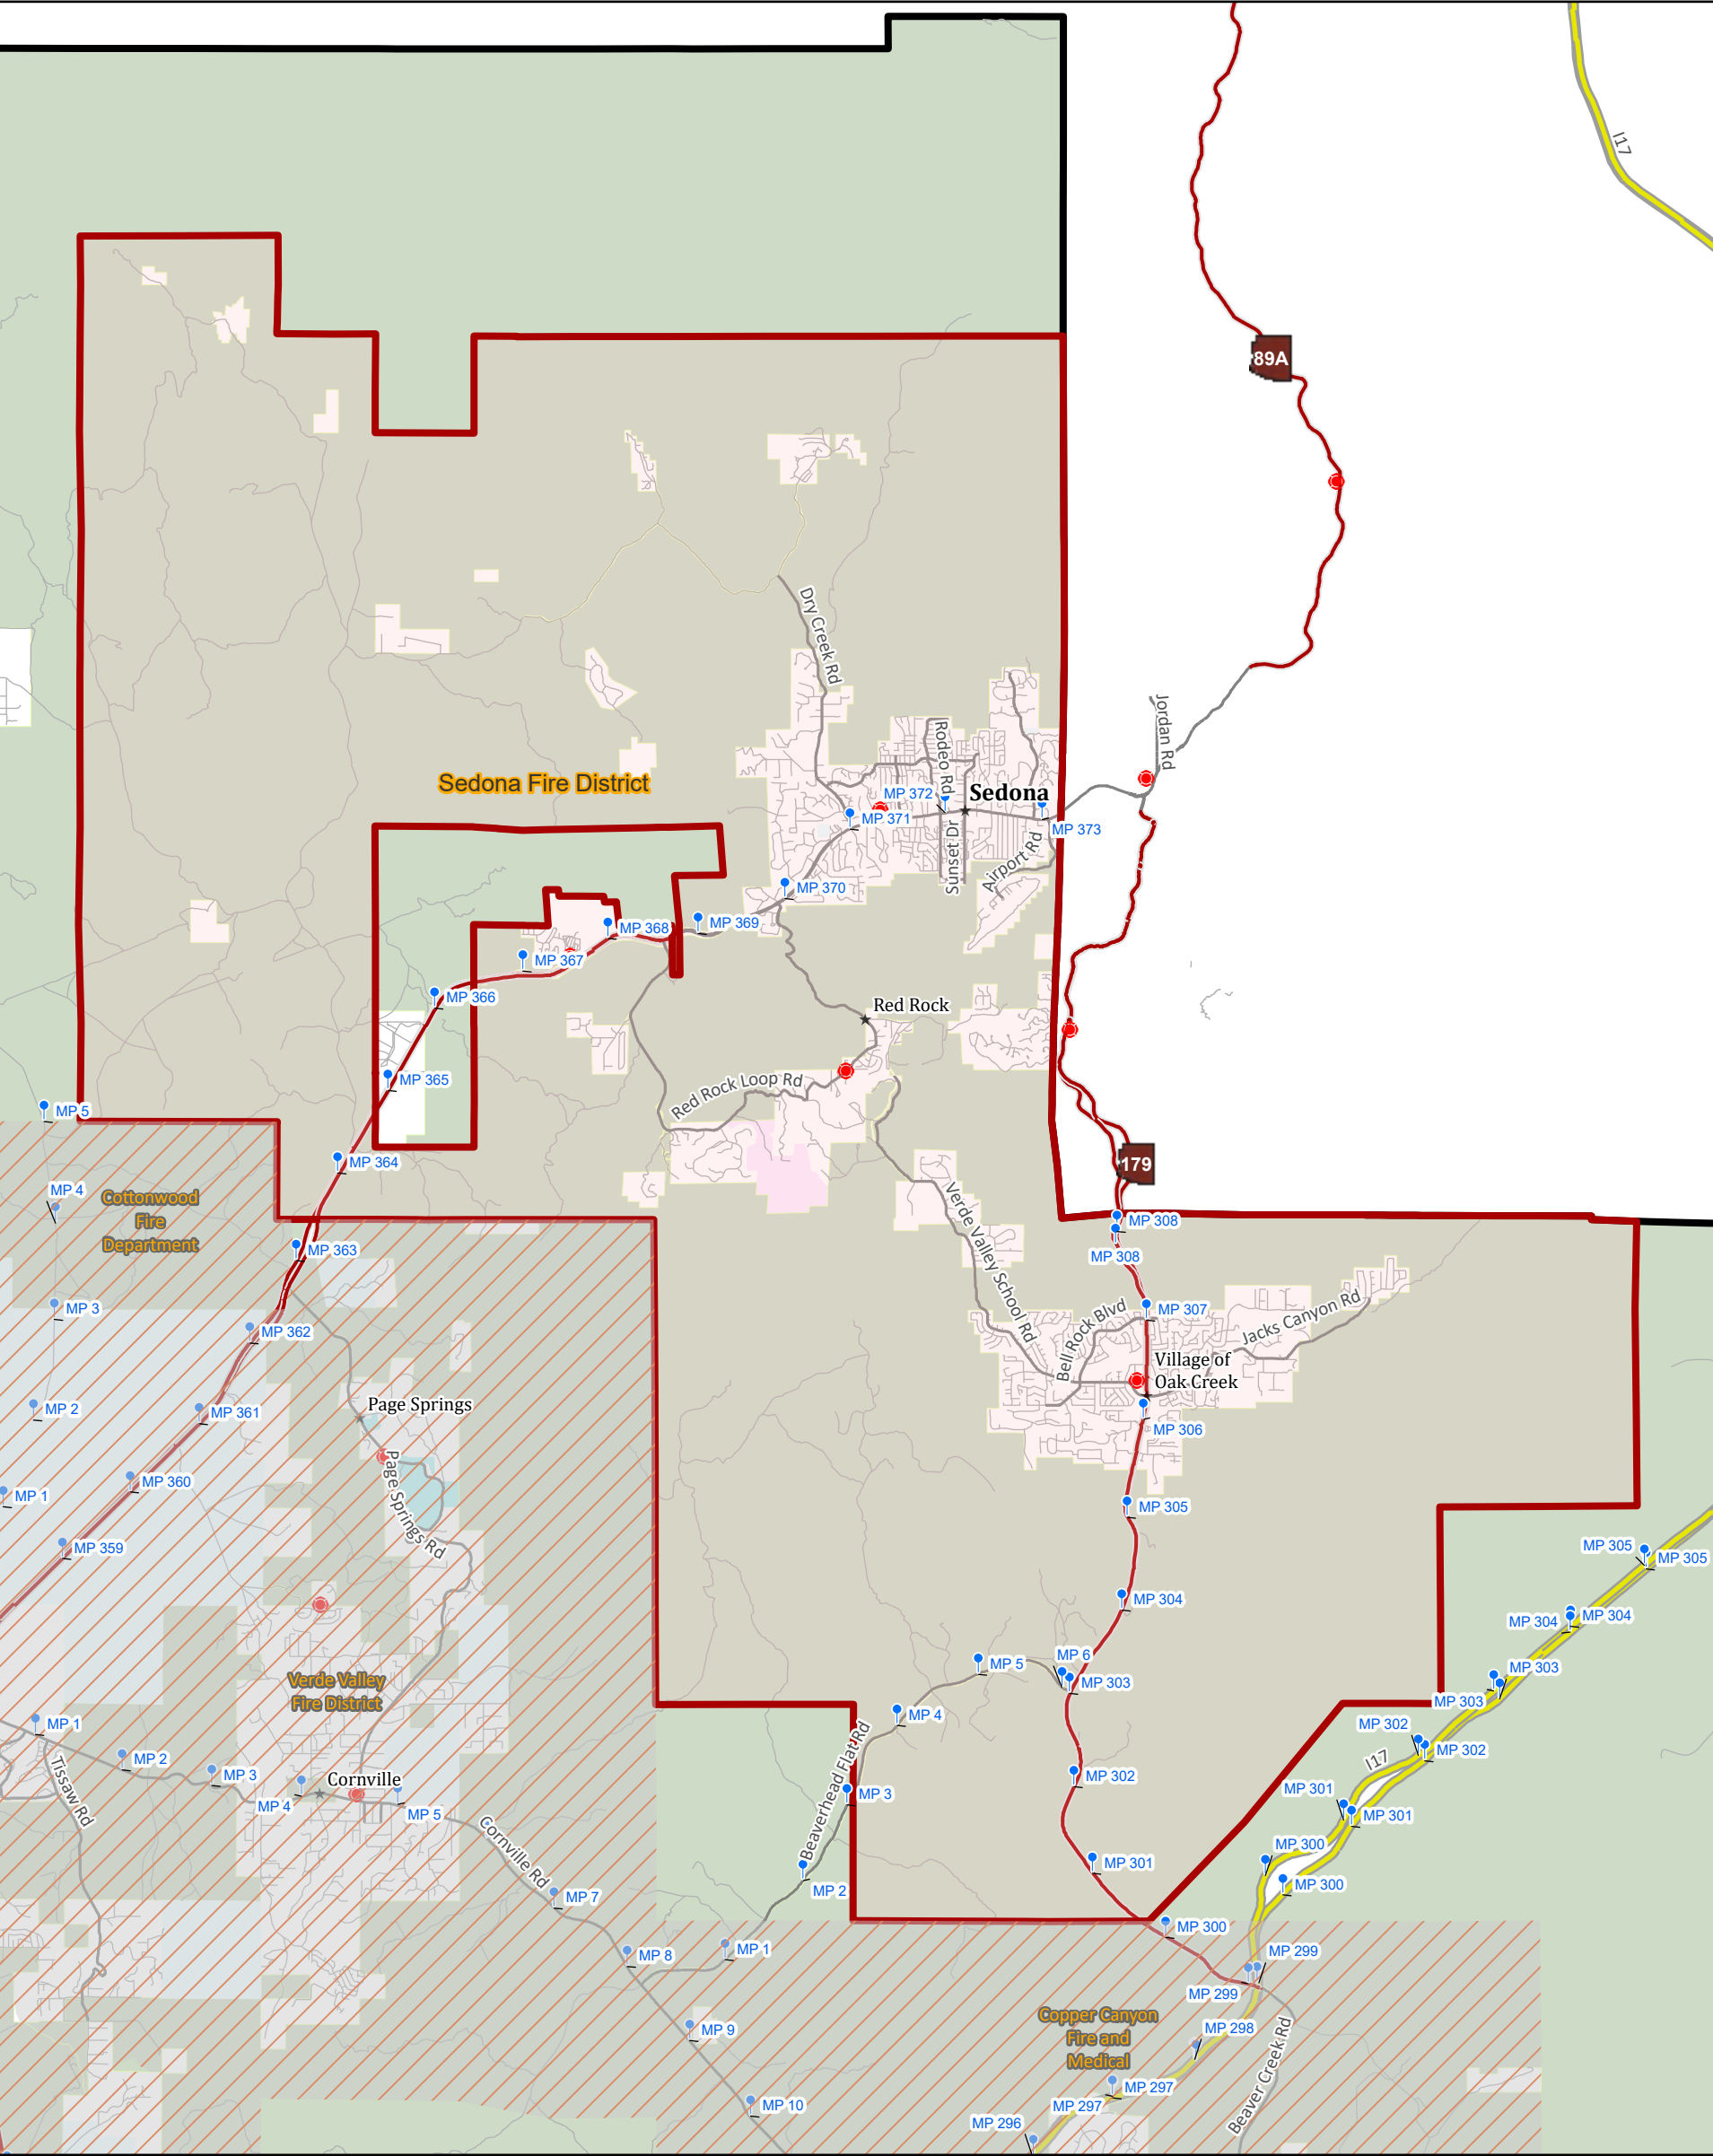 I17
89A
Dry Creek Rd
Jordan Rd
Rodeo Rd
Sedona Fire District
MP 372
Sedona
MP 371
MP 373
Sunset Dr
Airport Rd
MP 370
MP 369
MP 368
MP 367
MP 366
Red Rock
MP 365
Red Rock Loop Rd
MP 5
MP 364
179
MP 4
Cottonwood
Fire
Department
Verde Valley School Rd
MP 308
MP 308
MP 363
MP 3
MP 307
MP 362
Bell Rock Blvd
Jacks Canyon Rd
Village of
Oak Creek
Page Springs
MP 2
MP 361
MP 306
MP 360
MP 1
Page Springs Rd
MP 305
MP 359
MP 305
MP 305
MP 304
MP 304
MP 304
MP 6
MP 5
MP 303
MP 303
MP 303
Verde Valley
Fire District
MP 4
MP 1
MP 302
MP 302
I17
MP 2
MP 3
Beaverhead Flat Rd
MP 302
Tissaw Rd
Cornville
MP 4
MP 5
MP 3
MP 301
MP 301
Cornville Rd
MP 300
MP 301
MP 300
MP 2
MP 7
MP 300
MP 8
MP 1
MP 299
MP 299
Copper Canyon
Fire and
Medical
MP 9
MP 298
Beaver Creek Rd
MP 297
MP 297
MP 10
MP 296